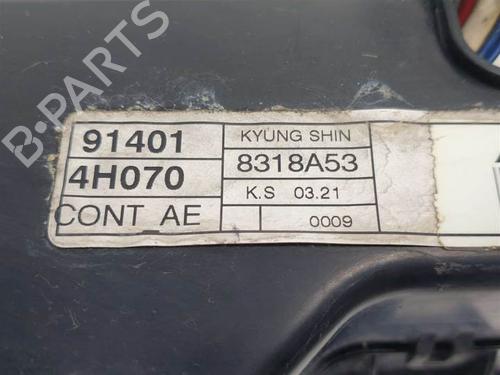 91401
4H070
CONT AE
KYUNG SHIN
8318A53
K.S 03.21
0009
B-PARTS